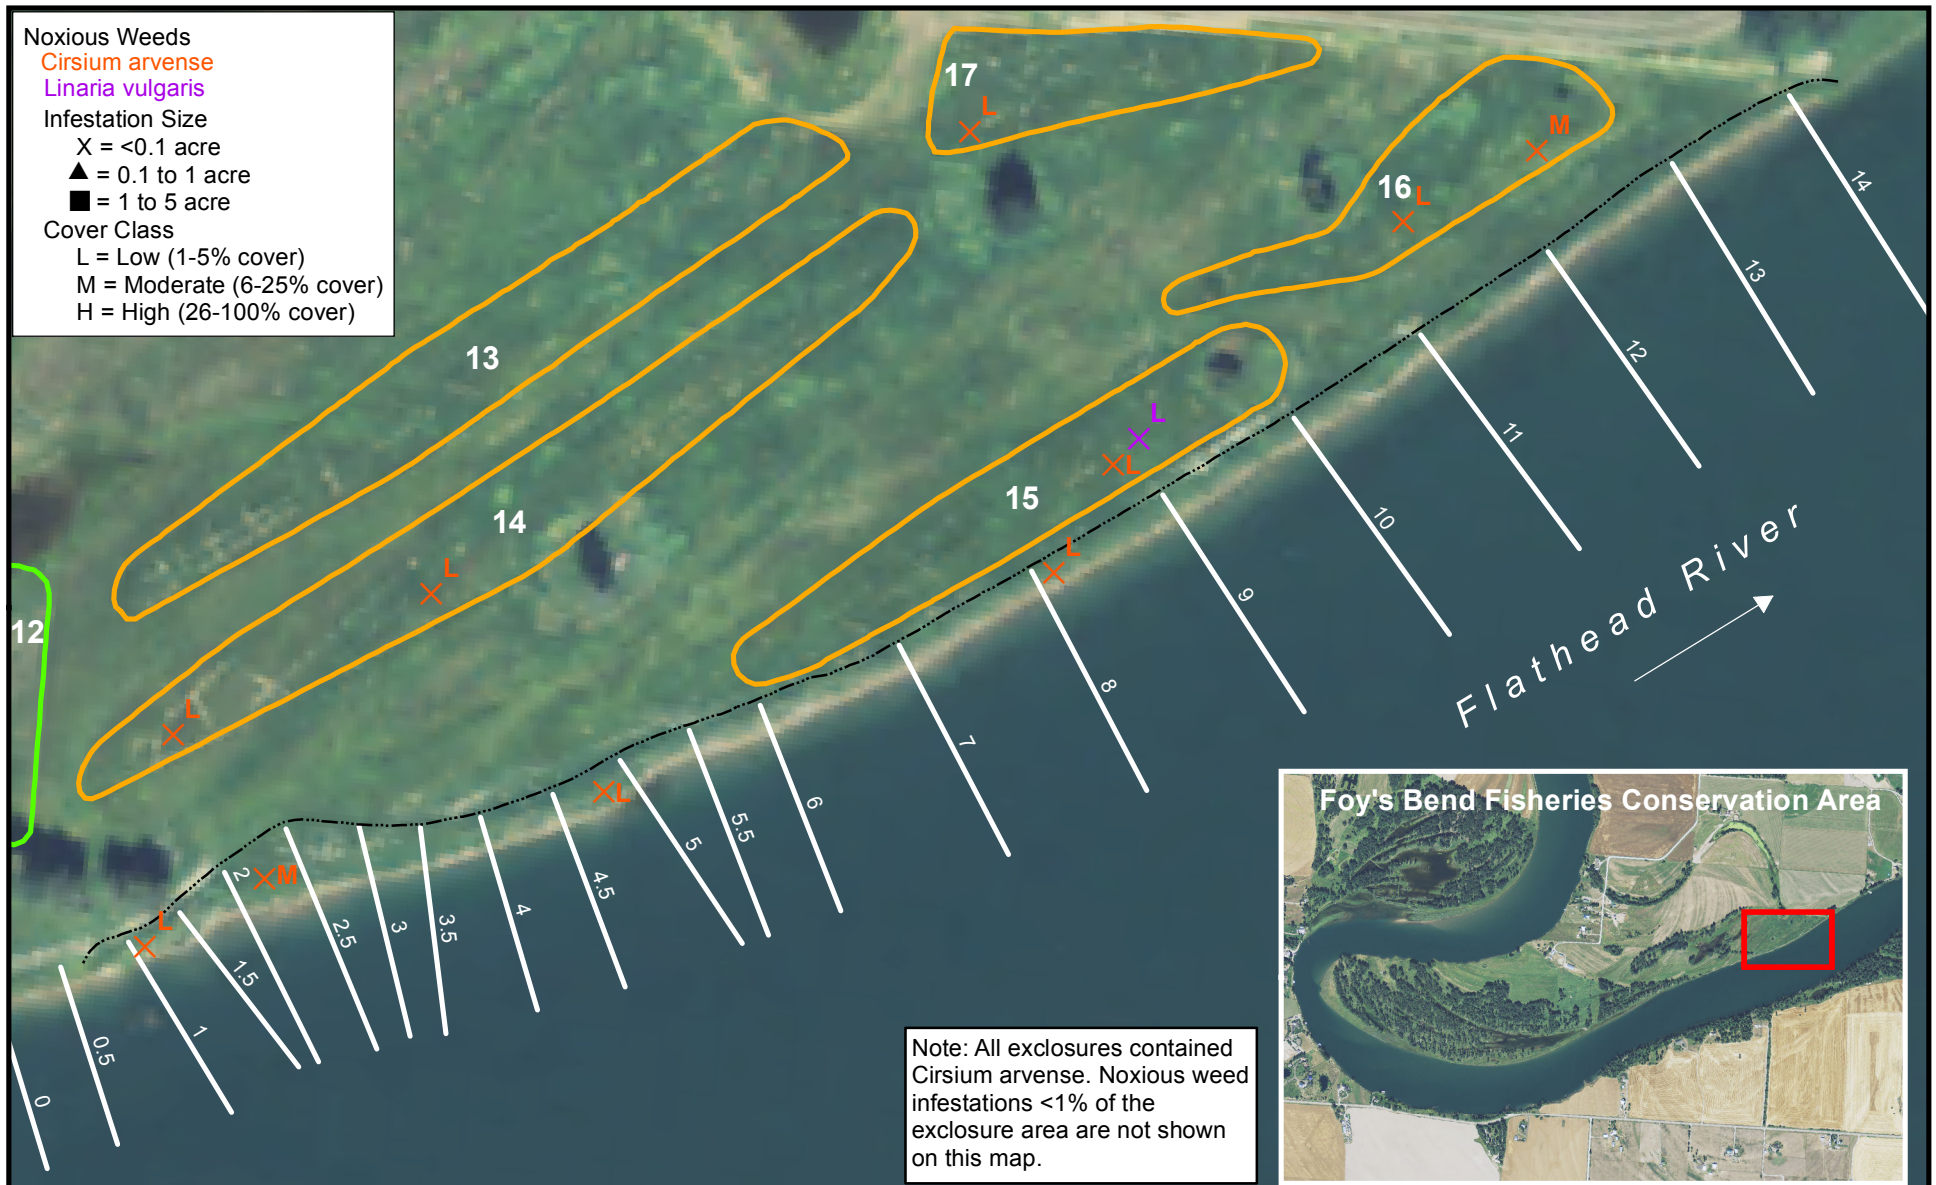 Noxious Weeds
Cirsium arvense
Linaria vulgaris
Infestation Size
X = <0.1 acre
▲ = 0.1 to 1 acre
■ = 1 to 5 acre
Cover Class
L = Low (1-5% cover)
M = Moderate (6-25% cover)
H = High (26-100% cover)
17
L
M
16
L
13
14
L
L
15
L
L
L
12
L
M
L
0
0.5
1
1.5
2
2.5
3
3.5
4
4.5
5
5.5
6
7
8
9
10
11
12
13
14
Flathead River
Note: All exclosures contained
Cirsium arvense. Noxious weed
infestations <1% of the
exclosure area are not shown
on this map.
Foy's Bend Fisheries Conservation Area